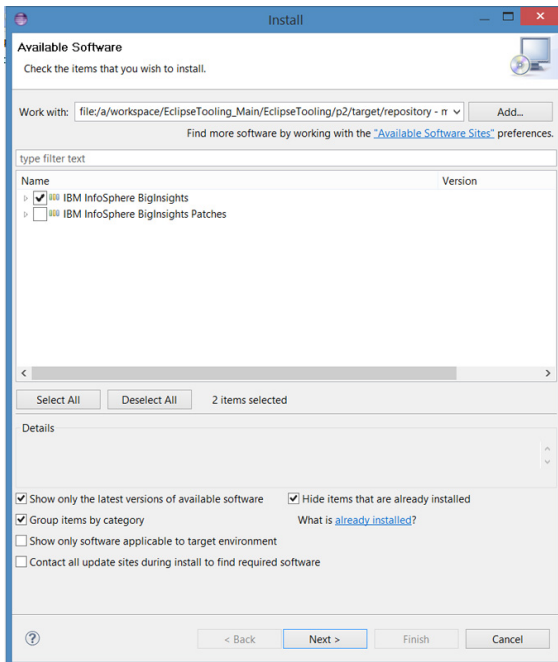 Install
Available Software
Check the items that you wish to install.
Work with: file:/a/workspace/EclipseTooling_Main/EclipseTooling/p2/target/repository - Add...
Find more software by working with the "Available Software Sites" preferences.
type filter text
Name Version
IBM InfoSphere BigInsights
IBM InfoSphere BigInsights Patches
Select All Deselect All 2 items selected
Details
Show only the latest versions of available software Hide items that are already installed
Group items by category What is already installed?
Show only software applicable to target environment
Contact all update sites during install to find required software
? < Back Next > Finish Cancel